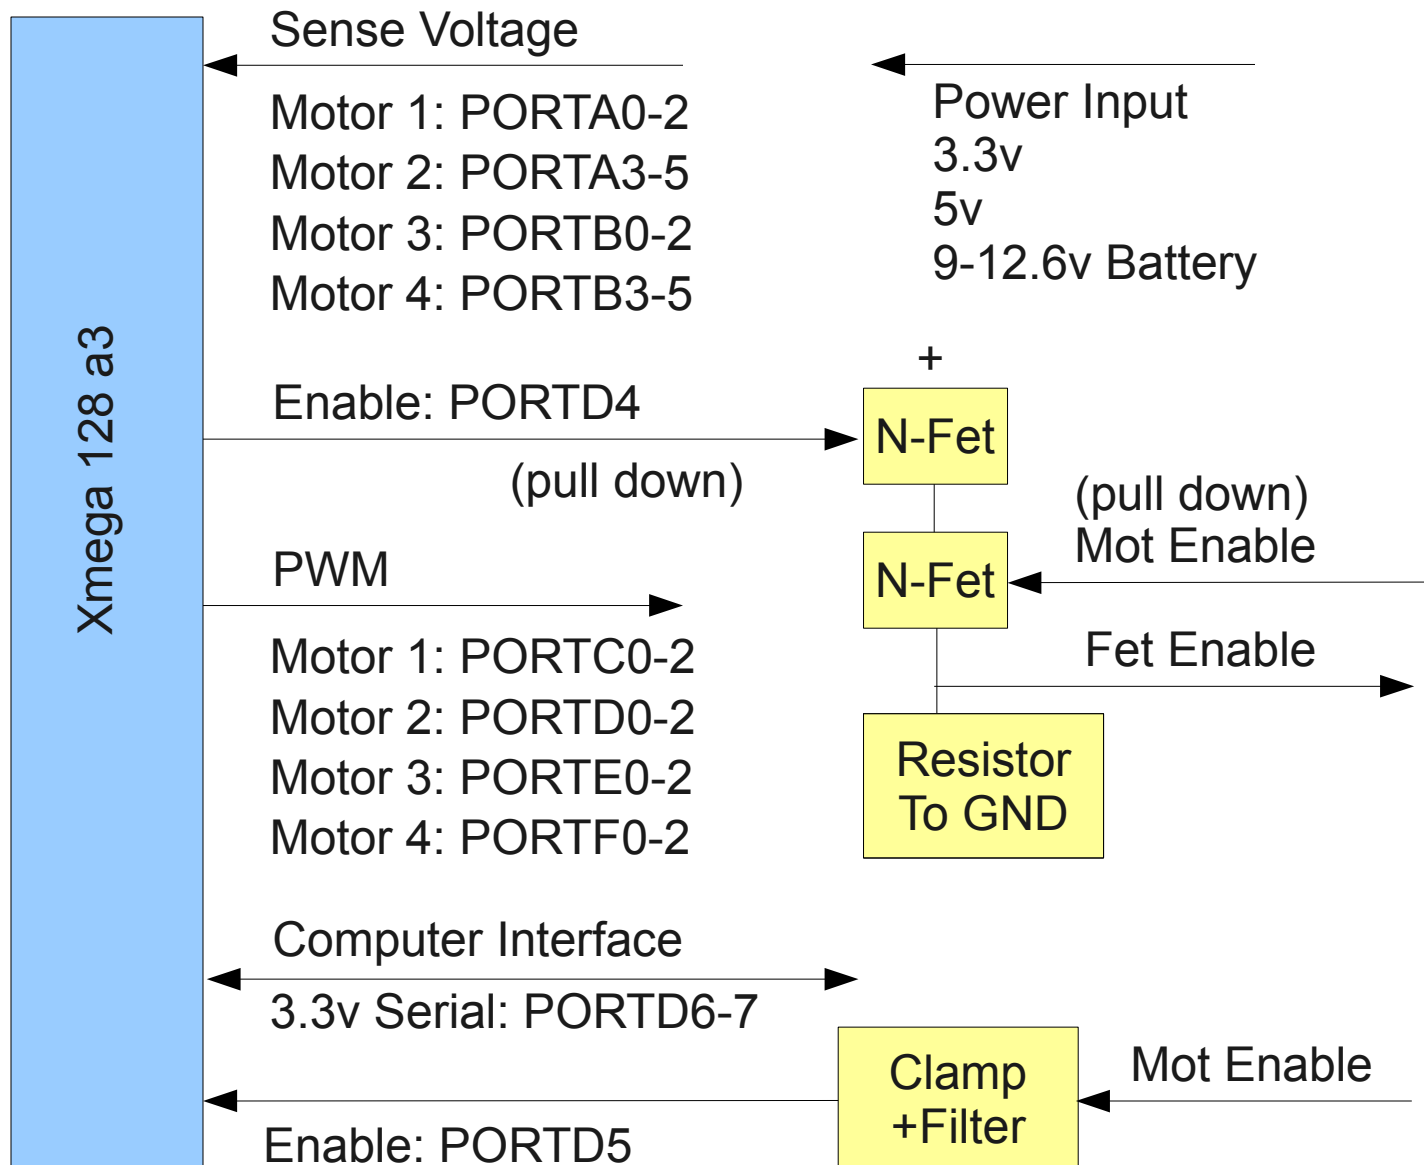 Sense Voltage
Motor 1: PORTA0-2
Motor 2: PORTA3-5
Motor 3: PORTB0-2
Motor 4: PORTB3-5
Power Input
3.3v
5v
9-12.6v Battery
Xmega 128 a3
Enable: PORTD4
(pull down)
+
N-Fet
N-Fet
(pull down)
Mot Enable
Fet Enable
Resistor
To GND
PWM
Motor 1: PORTC0-2
Motor 2: PORTD0-2
Motor 3: PORTE0-2
Motor 4: PORTF0-2
Computer Interface
3.3v Serial: PORTD6-7
Clamp
+Filter
Mot Enable
Enable: PORTD5